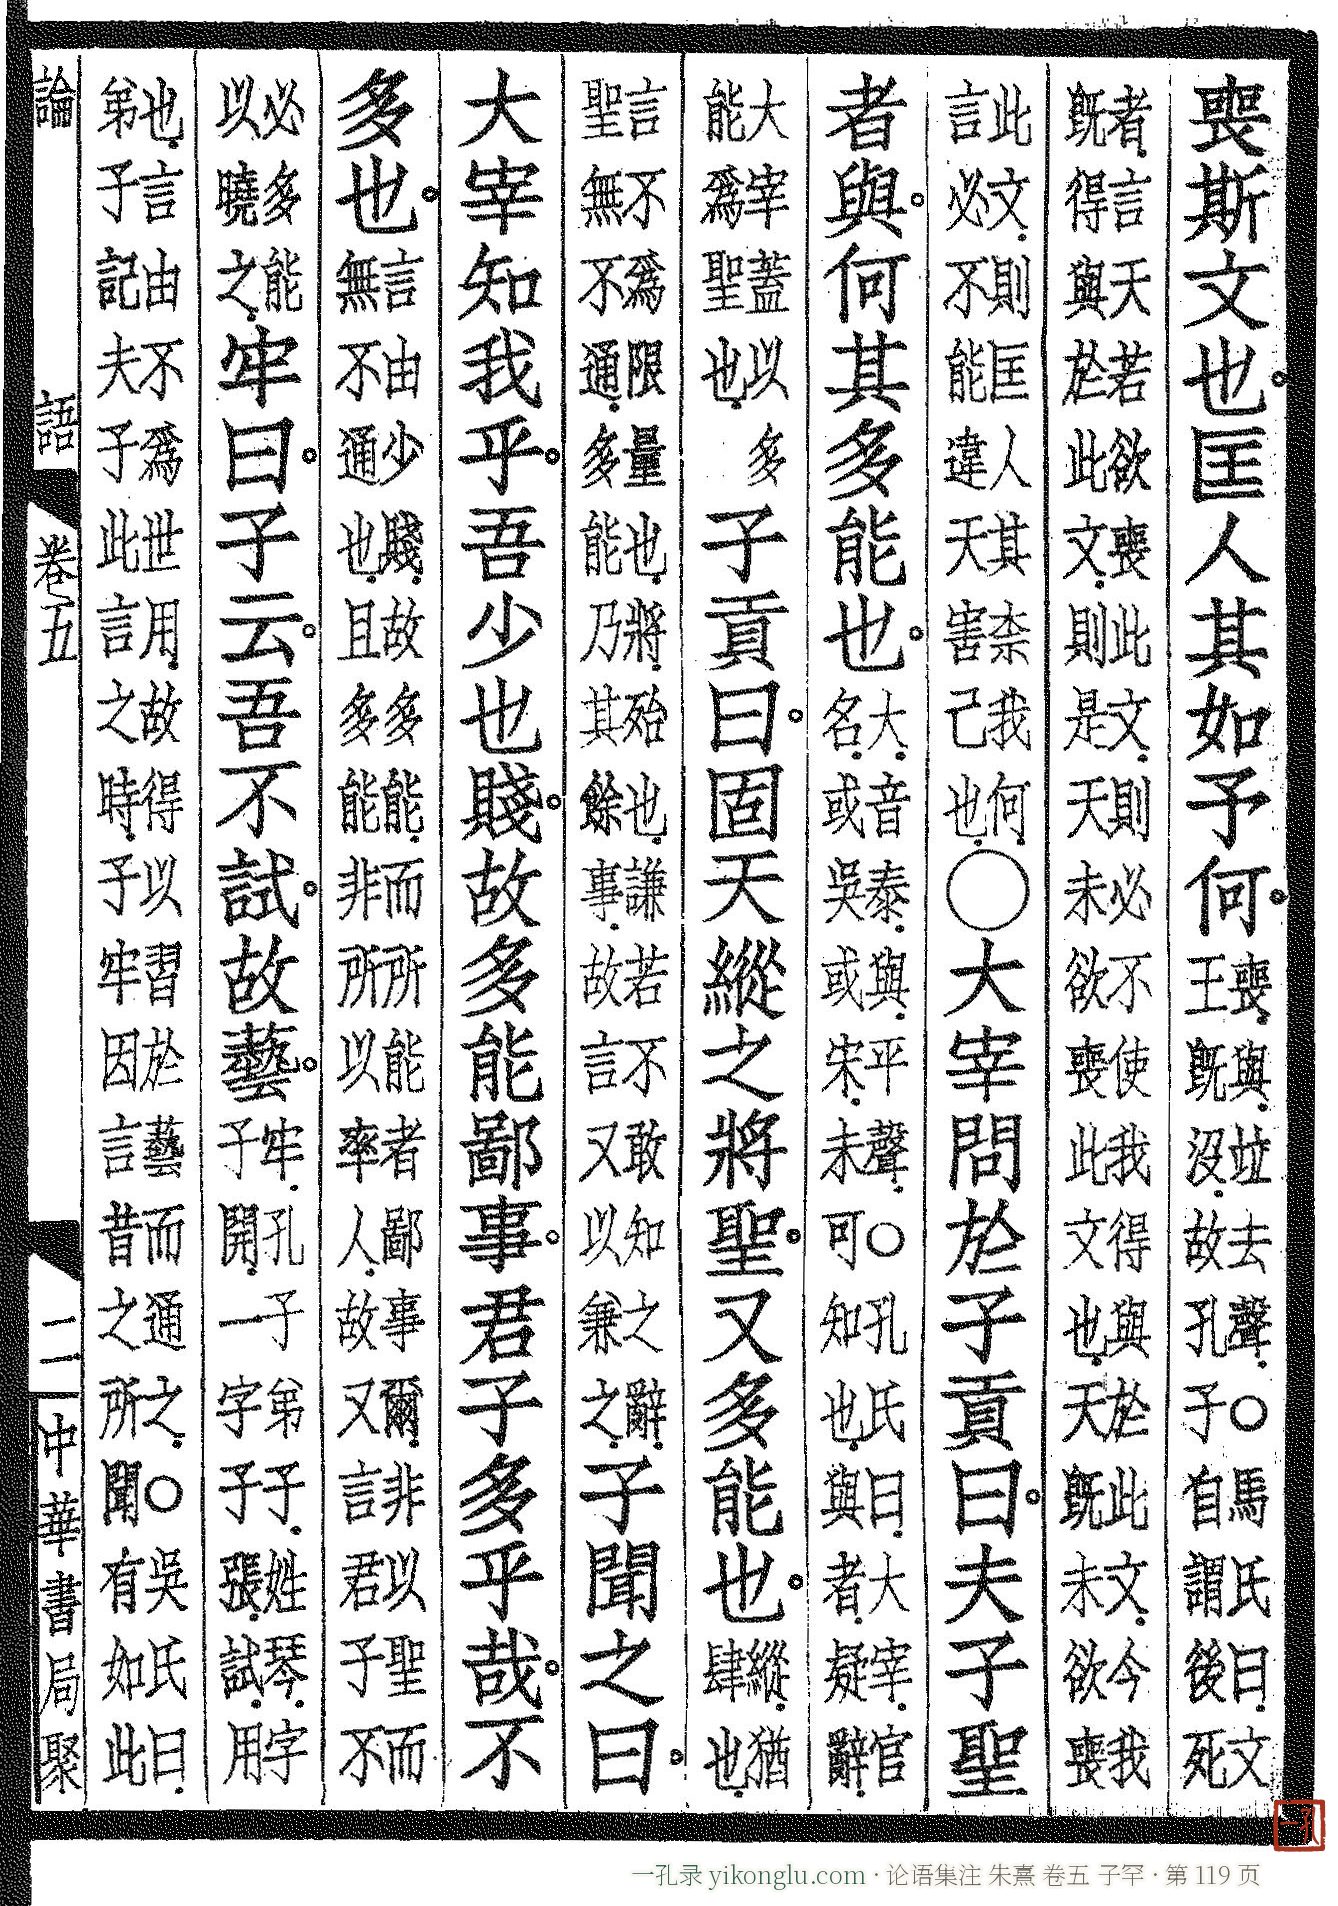 喪斯文也。匡人其如予何。喪、與、竝去聲。○馬氏曰、文王既沒、故孔子自謂後死
者、言天若欲喪此文、則必不使我得與於此文、今我既得與於此文、則是天未欲喪此文也、天既未欲喪
此文、則匡人其奈我何、言必不能違天害己也、○大宰問於子貢曰。夫子聖
者與。何其多能也。大、音泰、與、平聲、○孔氏曰、大宰、官名、或吳或宋、未可知也、與者、疑辭、
大宰蓋以多能爲聖也、子貢曰。固天縱之將聖。又多能也。縱、猶肆也、
言不爲限量也、將、殆也、謙若不敢知之辭、聖無不通、多能乃其餘事、故言又以兼之、子聞之曰。
大宰知我乎。吾少也賤。故多能鄙事。君子多乎哉。不
多也。言由少賤、故多能、而所能者鄙事爾、非以聖而無不通也、且多能非所以率人、故又言君子不
必多能以曉之、牢曰。子云。吾不試。故藝。牢、孔子弟子、姓琴、字子開、一字子張、試、用
也、言由不爲世用、故得以習於藝而通之、○吳氏曰、弟子記夫子此言之時、子牢因言昔之所聞有如此
論語 卷五 二 中華書局聚
一孔
一孔录 yikonglu.com · 论语集注 朱熹 卷五 子罕 · 第 119 页